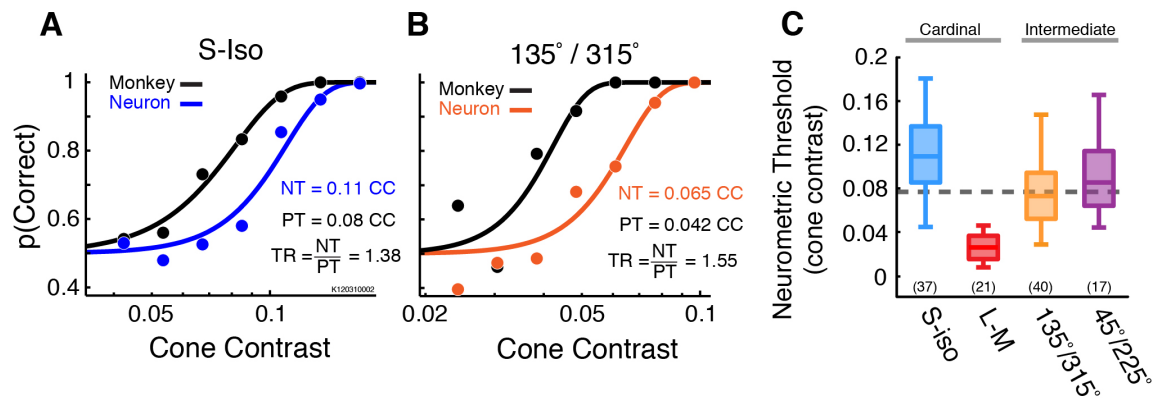 A
S-Iso
p(Correct)
1
0.8
0.6
0.4
Monkey
Neuron
NT = 0.11 CC
PT = 0.08 CC
TR = NT/PT = 1.38
K120310002
0.05
0.1
Cone Contrast
B
135° / 315°
Monkey
Neuron
NT = 0.065 CC
PT = 0.042 CC
TR = NT/PT = 1.55
0.02
0.05
0.1
Cone Contrast
C
Cardinal
Intermediate
Neurometric Threshold
(cone contrast)
0.2
0.16
0.12
0.08
0.04
0
(37)
(21)
(40)
(17)
S-iso
L-M
135°/315°
45°/225°